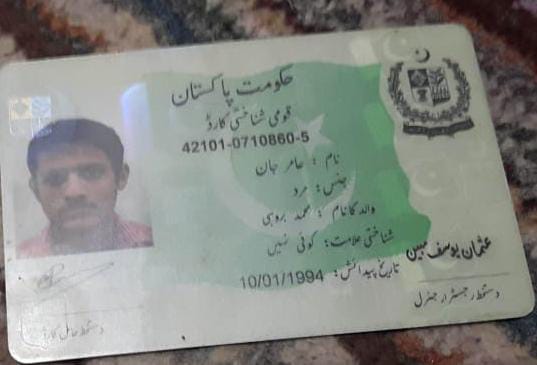 حکومت پاکستان
قومی شناختی کارڈ
42101-0710860-5
نام : عامر جان
جنس: مرد
والد کا نام : محمد بروہی
شناختی علامت: کوئی نہیں
تاریخ پیدائش: 10/01/1994
عثمان یوسف مبین
دستخط رجسٹرار جنرل
دستخط حامل کارڈ